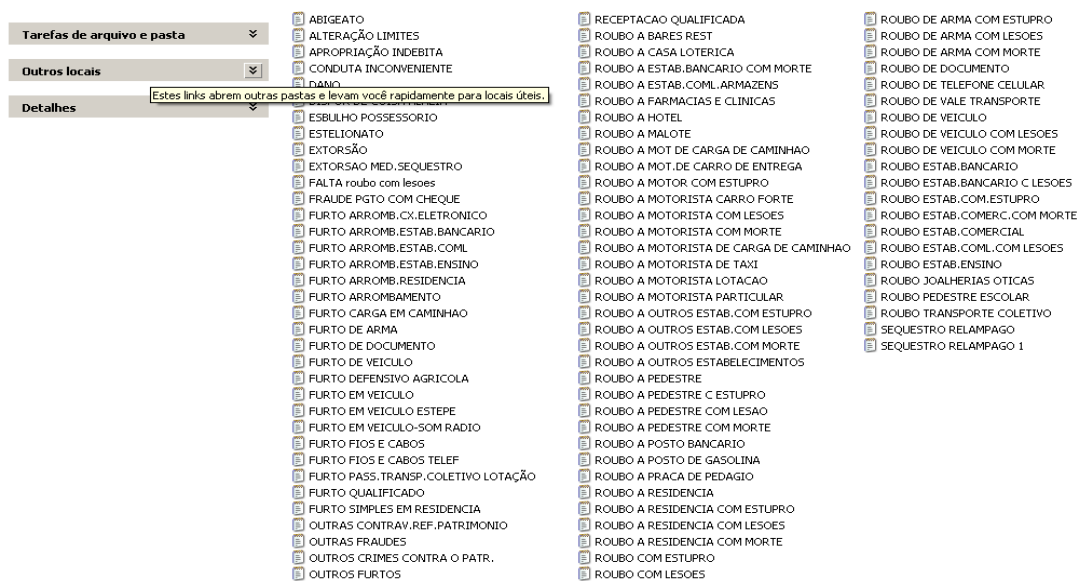 Tarefas de arquivo e pasta
Outros locais
Estes links abrem outras pastas e levam você rapidamente para locais úteis.
Detalhes
ABIGEATO
ALTERAÇÃO LIMITES
APROPRIAÇÃO INDEBITA
CONDUTA INCONVENIENTE
DANO
ESBULHO POSSESSORIO
ESTELIONATO
EXTORSÃO
EXTORSAO MED.SEQUESTRO
FALTA roubo com lesoes
FRAUDE PGTO COM CHEQUE
FURTO ARROMB.CX.ELETRONICO
FURTO ARROMB.ESTAB.BANCARIO
FURTO ARROMB.ESTAB.COML
FURTO ARROMB.ESTAB.ENSINO
FURTO ARROMB.RESIDENCIA
FURTO ARROMBAMENTO
FURTO CARGA EM CAMINHAO
FURTO DE ARMA
FURTO DE DOCUMENTO
FURTO DE VEICULO
FURTO DEFENSIVO AGRICOLA
FURTO EM VEICULO
FURTO EM VEICULO ESTEPE
FURTO EM VEICULO-SOM RADIO
FURTO FIOS E CABOS
FURTO FIOS E CABOS TELEF
FURTO PASS.TRANSP.COLETIVO LOTAÇÃO
FURTO QUALIFICADO
FURTO SIMPLES EM RESIDENCIA
OUTRAS CONTRAV.REF.PATRIMONIO
OUTRAS FRAUDES
OUTROS CRIMES CONTRA O PATR.
OUTROS FURTOS
RECEPTACAO QUALIFICADA
ROUBO A BARES REST
ROUBO A CASA LOTERICA
ROUBO A ESTAB.BANCARIO COM MORTE
ROUBO A ESTAB.COML.ARMAZENS
ROUBO A FARMACIAS E CLINICAS
ROUBO A HOTEL
ROUBO A MALOTE
ROUBO A MOT DE CARGA DE CAMINHAO
ROUBO A MOT.DE CARRO DE ENTREGA
ROUBO A MOTOR COM ESTUPRO
ROUBO A MOTORISTA CARRO FORTE
ROUBO A MOTORISTA COM LESOES
ROUBO A MOTORISTA COM MORTE
ROUBO A MOTORISTA DE CARGA DE CAMINHAO
ROUBO A MOTORISTA DE TAXI
ROUBO A MOTORISTA LOTACAO
ROUBO A MOTORISTA PARTICULAR
ROUBO A OUTROS ESTAB.COM ESTUPRO
ROUBO A OUTROS ESTAB.COM LESOES
ROUBO A OUTROS ESTAB.COM MORTE
ROUBO A OUTROS ESTABELECIMENTOS
ROUBO A PEDESTRE
ROUBO A PEDESTRE C ESTUPRO
ROUBO A PEDESTRE COM LESAO
ROUBO A PEDESTRE COM MORTE
ROUBO A POSTO BANCARIO
ROUBO A POSTO DE GASOLINA
ROUBO A PRACA DE PEDAGIO
ROUBO A RESIDENCIA
ROUBO A RESIDENCIA COM ESTUPRO
ROUBO A RESIDENCIA COM LESOES
ROUBO A RESIDENCIA COM MORTE
ROUBO COM ESTUPRO
ROUBO COM LESOES
ROUBO DE ARMA COM ESTUPRO
ROUBO DE ARMA COM LESOES
ROUBO DE ARMA COM MORTE
ROUBO DE DOCUMENTO
ROUBO DE TELEFONE CELULAR
ROUBO DE VALE TRANSPORTE
ROUBO DE VEICULO
ROUBO DE VEICULO COM LESOES
ROUBO DE VEICULO COM MORTE
ROUBO ESTAB.BANCARIO
ROUBO ESTAB.BANCARIO C LESOES
ROUBO ESTAB.COM.ESTUPRO
ROUBO ESTAB.COMERC.COM MORTE
ROUBO ESTAB.COMERCIAL
ROUBO ESTAB.COML.COM LESOES
ROUBO ESTAB.ENSINO
ROUBO JOALHERIAS OTICAS
ROUBO PEDESTRE ESCOLAR
ROUBO TRANSPORTE COLETIVO
SEQUESTRO RELAMPAGO
SEQUESTRO RELAMPAGO 1